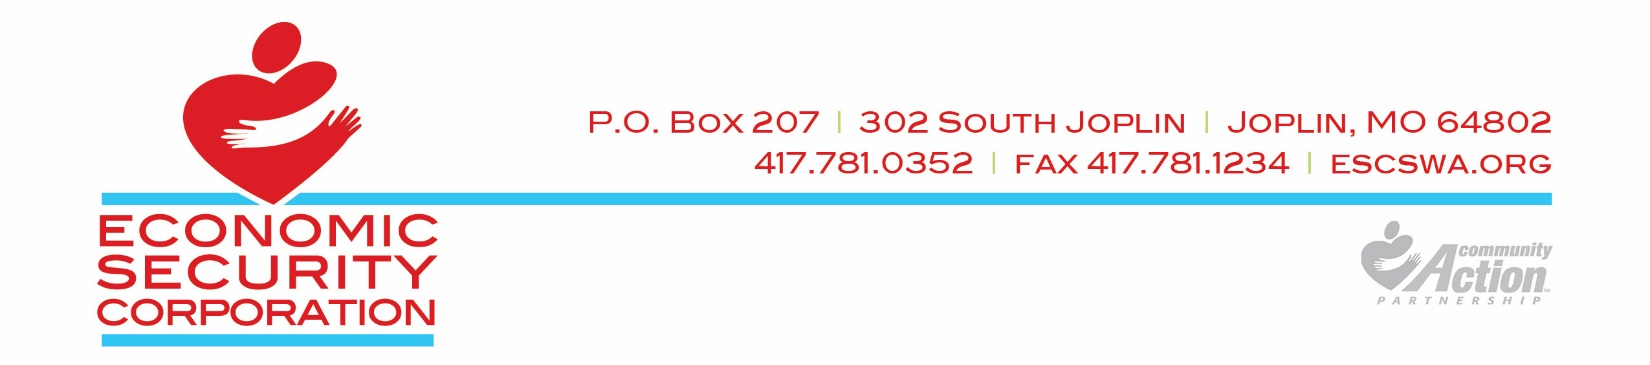 P.O. Box 207 | 302 South Joplin | Joplin, MO 64802
417.781.0352 | fax 417.781.1234 | escswa.org
ECONOMIC
SECURITY
CORPORATION
community
Action™
PARTNERSHIP